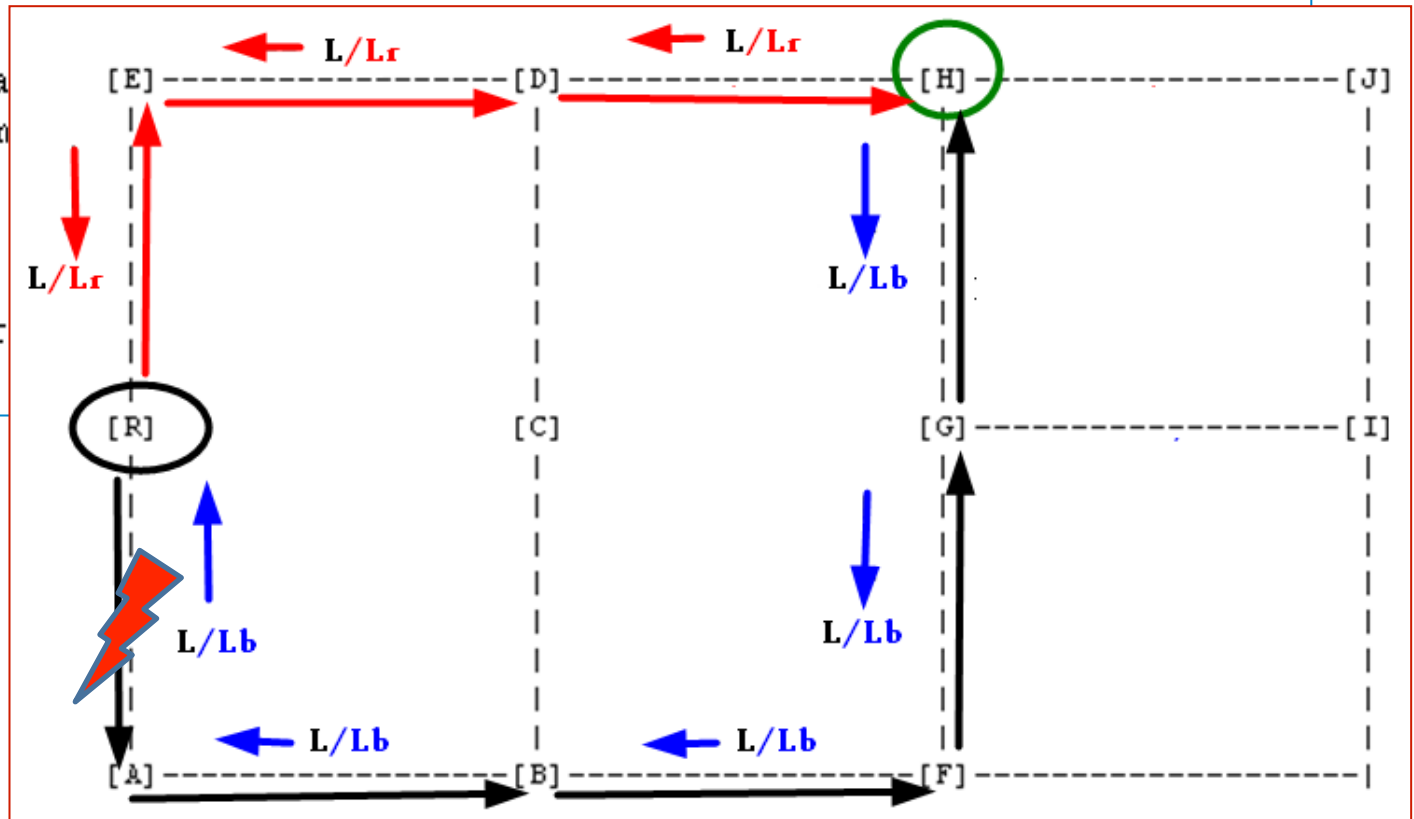 L/Lr L/Lr
a [E] [D] [H] [J]
L/Lr L/Lb
[R] [C] [G] [I]
L/Lb L/Lb
L/Lb L/Lb
[A] [B] [F]